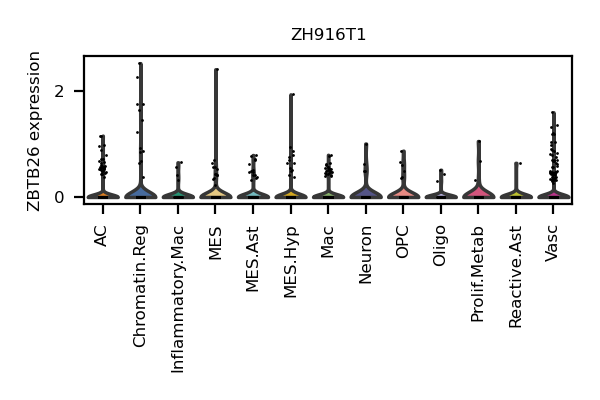 ZH916T1
ZBTB26 expression
2
0
AC
Chromatin.Reg
Inflammatory.Mac
MES
MES.Ast
MES.Hyp
Mac
Neuron
OPC
Oligo
Prolif.Metab
Reactive.Ast
Vasc